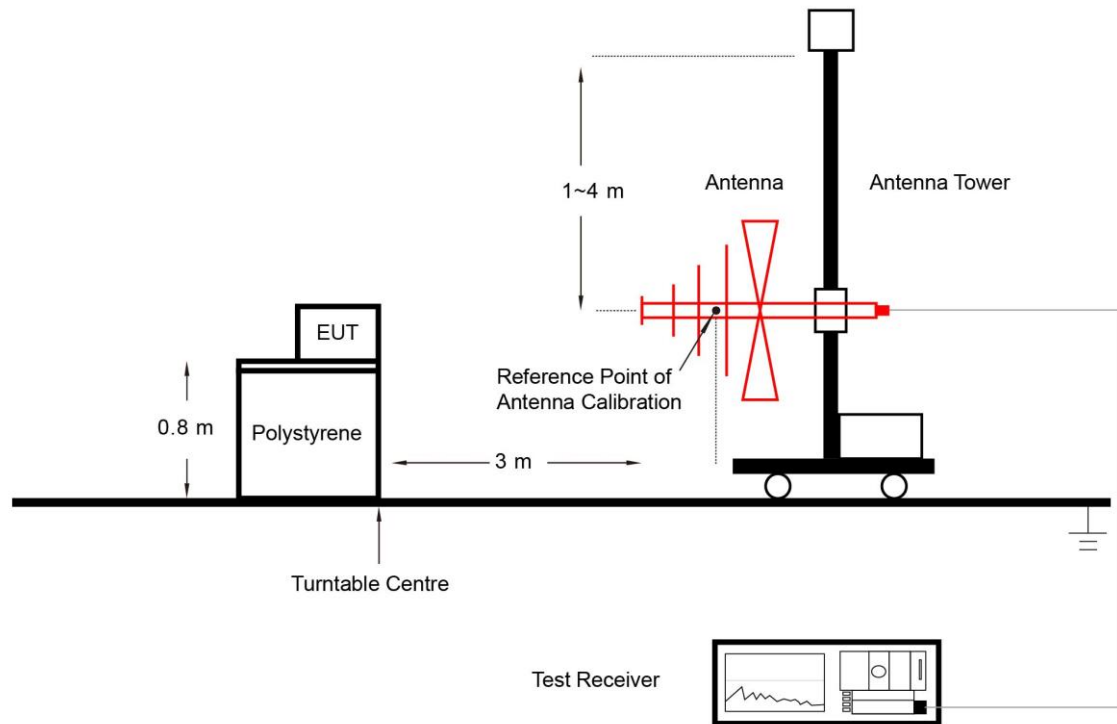 1~4 m
Antenna
Antenna Tower
EUT
Reference Point of
Antenna Calibration
0.8 m
Polystyrene
3 m
Turntable Centre
Test Receiver